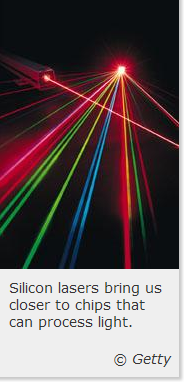 Silicon lasers bring us
closer to chips that
can process light.
© Getty